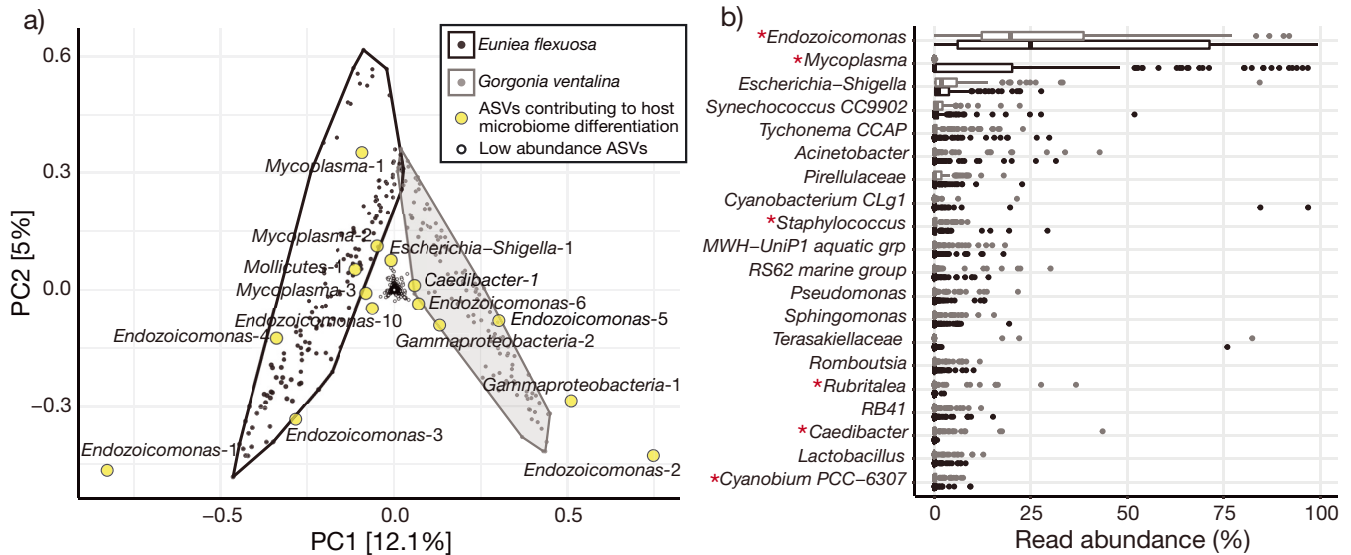 a)
0.6
0.3
0.0
−0.3
PC2 [5%]
Euniea flexuosa
Gorgonia ventalina
ASVs contributing to host
microbiome differentiation
Low abundance ASVs
Mycoplasma-1
Mycoplasma-2
Escherichia−Shigella-1
Mollicutes-1
Caedibacter-1
Mycoplasma-3
Endozoicomonas-6
Endozoicomonas-10
Endozoicomonas-5
Endozoicomonas-4
Gammaproteobacteria-2
Gammaproteobacteria-1
Endozoicomonas-3
Endozoicomonas-1
Endozoicomonas-2
−0.5
0.0
0.5
PC1 [12.1%]
b)
*Endozoicomonas
*Mycoplasma
Escherichia−Shigella
Synechococcus CC9902
Tychonema CCAP
Acinetobacter
Pirellulaceae
Cyanobacterium CLg1
*Staphylococcus
MWH−UniP1 aquatic grp
RS62 marine group
Pseudomonas
Sphingomonas
Terasakiellaceae
Romboutsia
*Rubritalea
RB41
*Caedibacter
Lactobacillus
*Cyanobium PCC−6307
0
25
50
75
100
Read abundance (%)